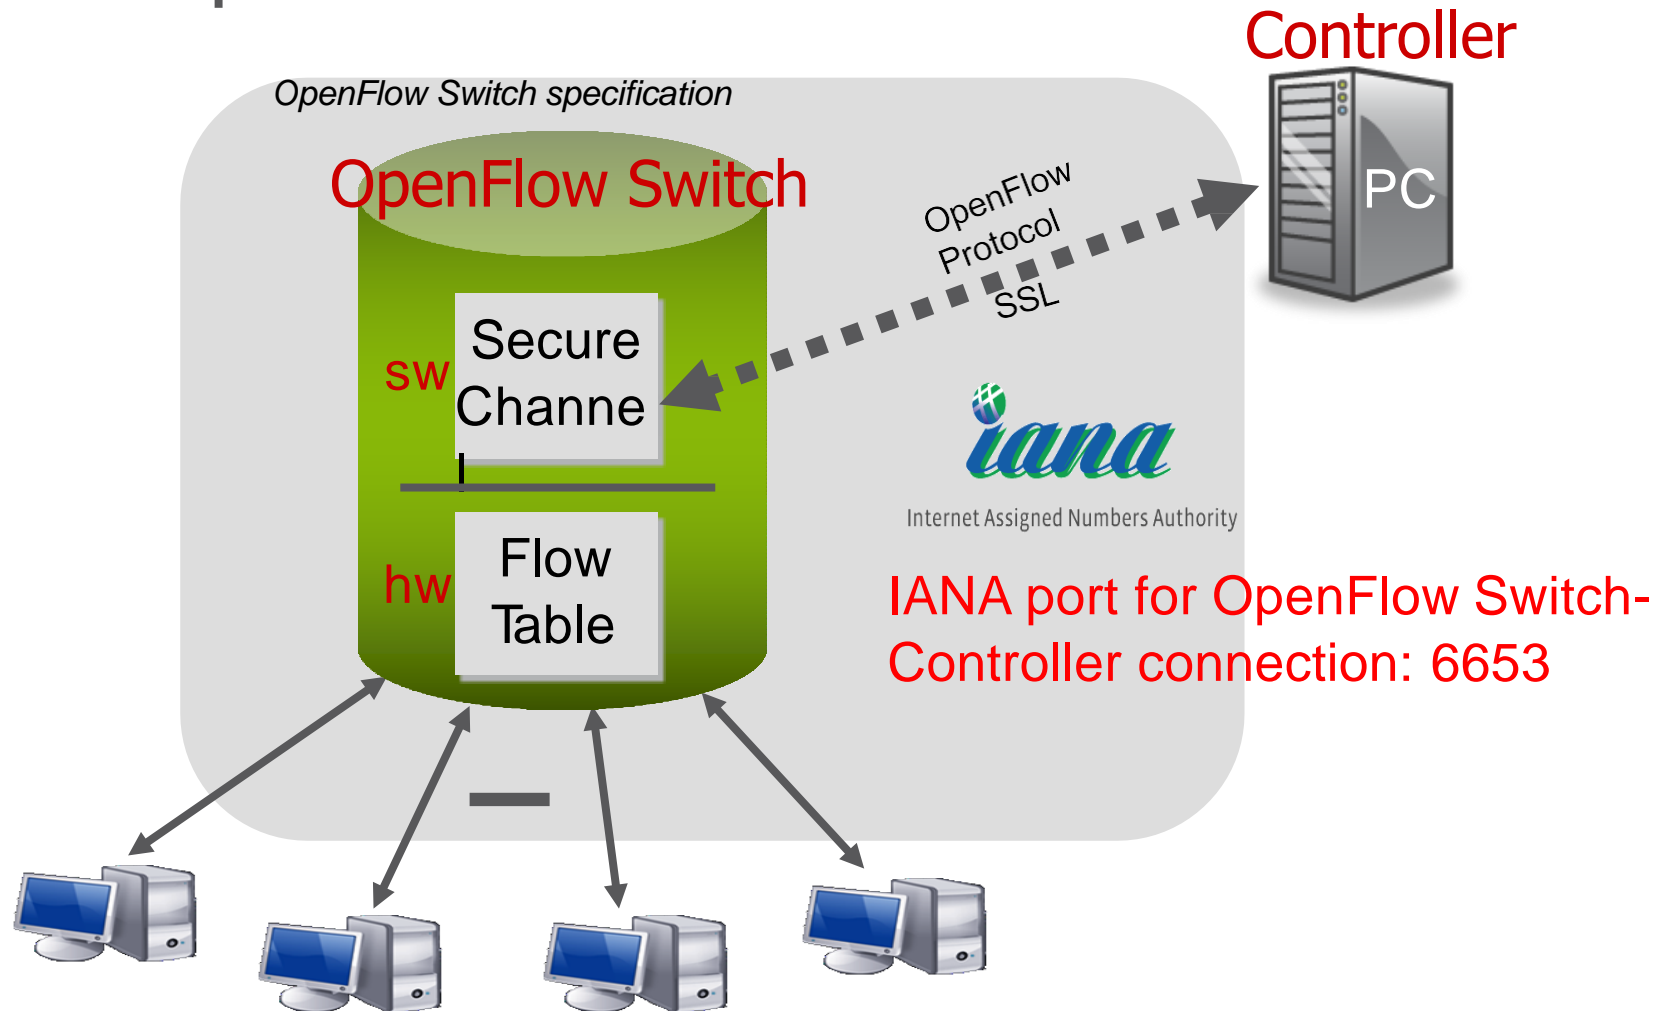 Controller
OpenFlow Switch specification
OpenFlow Switch
OpenFlow
Protocol
SSL
PC
sw
Secure
Channe
l
hw
Flow
Table
iana
Internet Assigned Numbers Authority
IANA port for OpenFlow Switch-
Controller connection: 6653